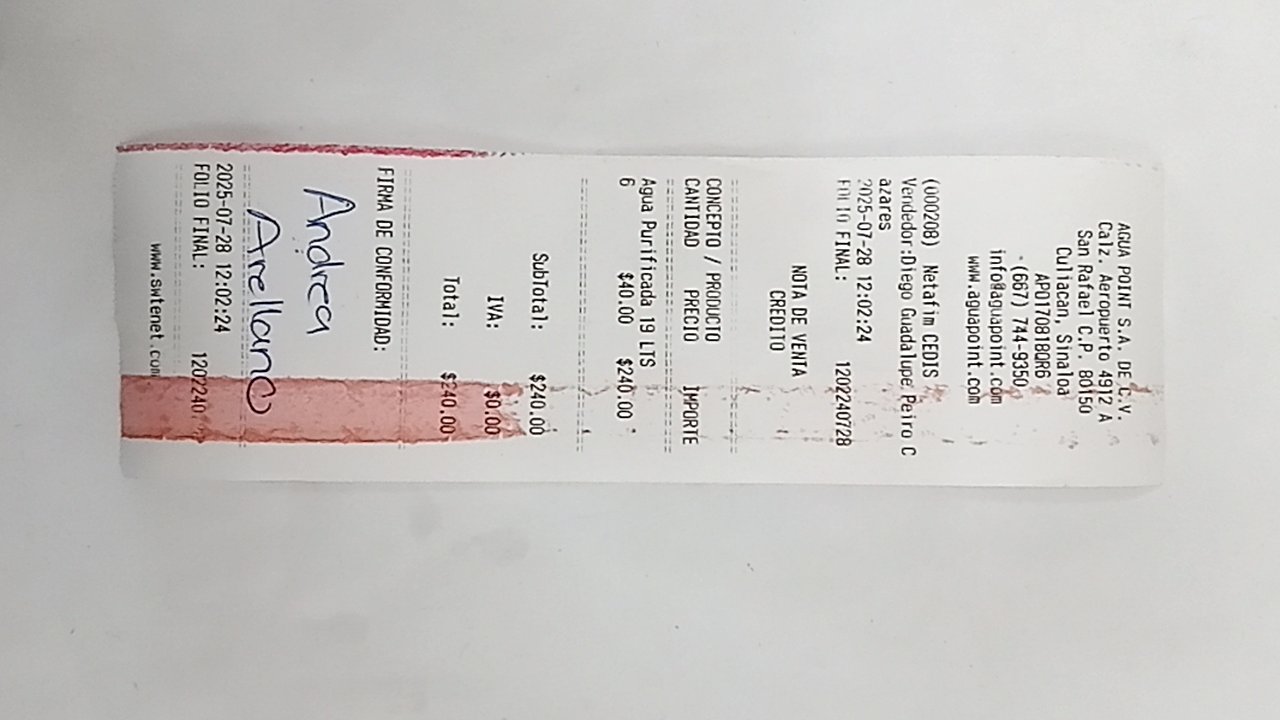 AGUA POINT S.A. DE C.V.
Calz. Aeropuerto 4912 A
San Rafael C.P. 80150
Culiacan, Sinaloa
APO170818QR6
(667) 744-9350
info@aguapoint.com
www.aguapoint.com
(000208) Netafim CEDIS
Vendedor:Diego Guadalupe Peiro C
azares
2025-07-28 12:02:24
FOLIO FINAL: 1202240728
NOTA DE VENTA
CREDITO
CONCEPTO / PRODUCTO
CANTIDAD PRECIO IMPORTE
Agua Purificada 19 LTS
6 $40.00 $240.00
SubTotal: $240.00
IVA: $0.00
Total: $240.00
FIRMA DE CONFORMIDAD:
Andrea
Arellano
2025-07-28 12:02:24
FOLIO FINAL: 1202240
www.swtenet.com